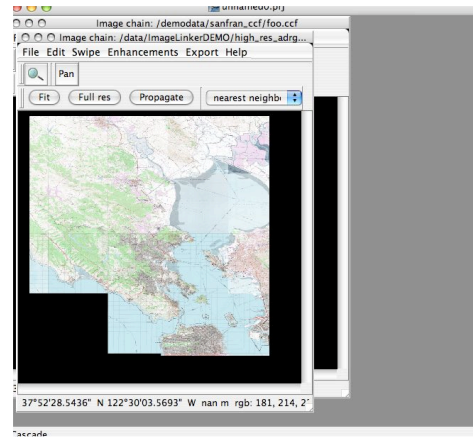 unnamed0.prj
Image chain: /demodata/sanfran_ccf/foo.ccf
Image chain: /data/ImageLinkerDEMO/high_res_adrg...
File Edit Swipe Enhancements Export Help
Pan
Fit Full res Propagate nearest neighb
37°52'28.5436" N 122°30'03.5693" W nan m rgb: 181, 214, 2
Cascade